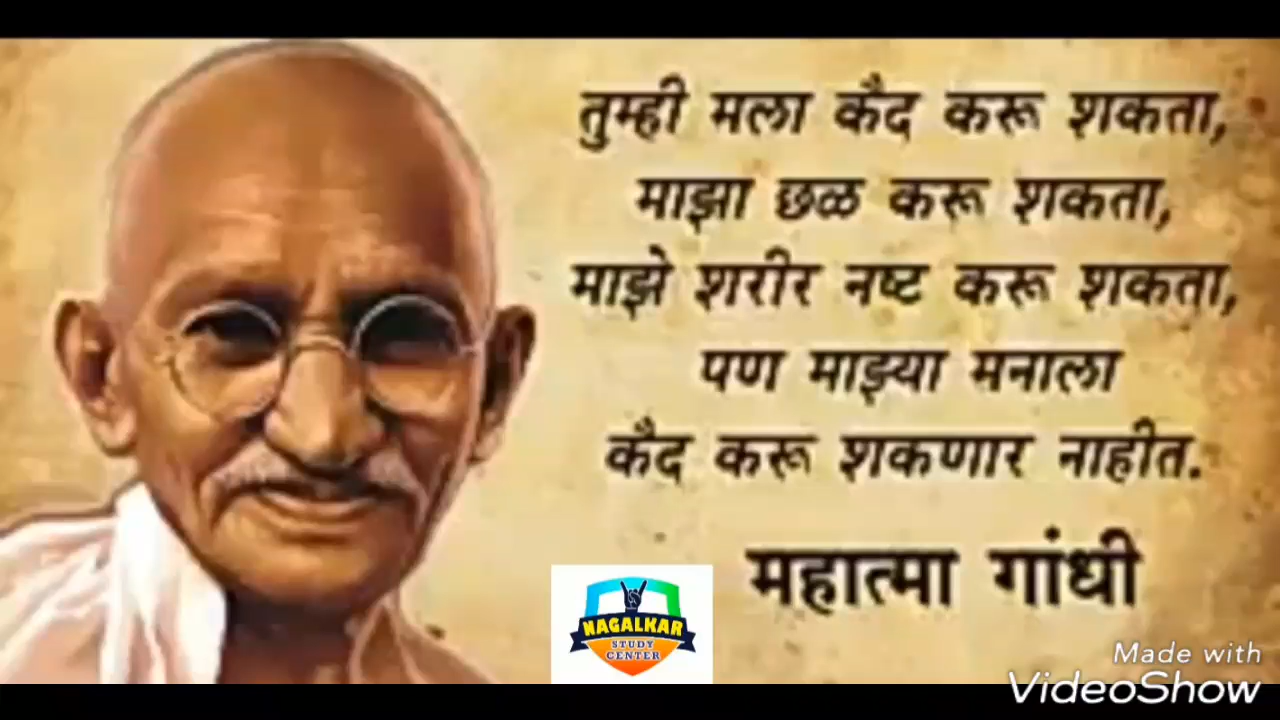 तुम्ही मला कैद करू शकता,
माझा छळ करू शकता,
माझे शरीर नष्ट करू शकता,
पण माझ्या मनाला
कैद करू शकणार नाहीत.
महात्मा गांधी
NAGALKAR
STUDY
CENTER
Made with
VideoShow